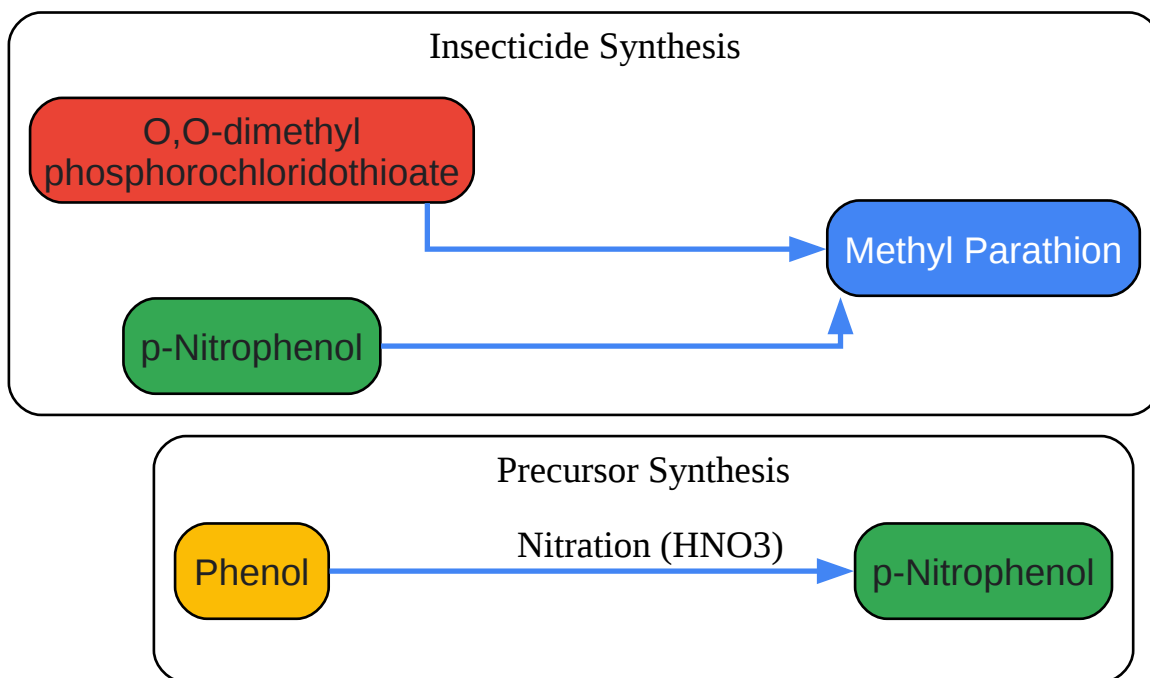 Insecticide Synthesis
O,O-dimethyl
phosphorochloridothioate
Methyl Parathion
p-Nitrophenol
Precursor Synthesis
Nitration (HNO3)
Phenol
p-Nitrophenol